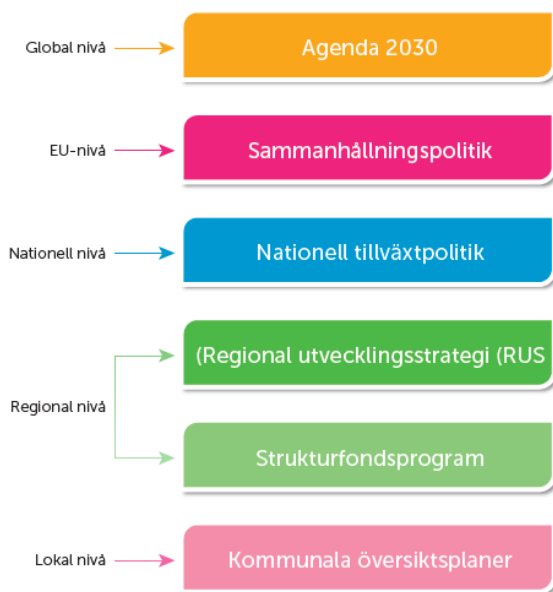 Global nivå
Agenda 2030
EU-nivå
Sammanhållningspolitik
Nationell nivå
Nationell tillväxtpolitik
(Regional utvecklingsstrategi (RUS
Regional nivå
Strukturfondsprogram
Lokal nivå
Kommunala översiktsplaner